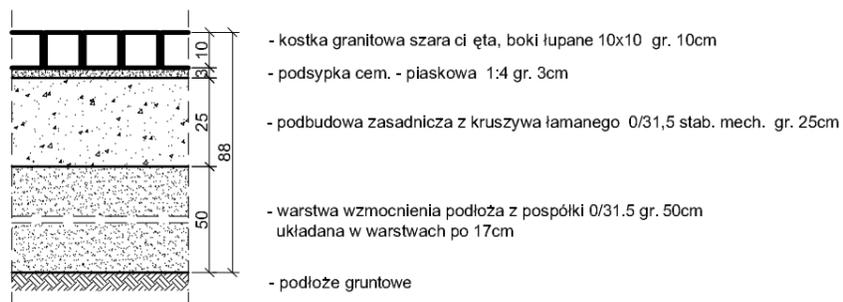 - kostka granitowa szara ci ęta, boki łupane 10x10 gr. 10cm
- podsypka cem. - piaskowa 1:4 gr. 3cm
- podbudowa zasadnicza z kruszywa łamanego 0/31,5 stab. mech. gr. 25cm
- warstwa wzmocnienia podłoża z pospółki 0/31.5 gr. 50cm
układana w warstwach po 17cm
- podłoże gruntowe
10
3
25
50
88